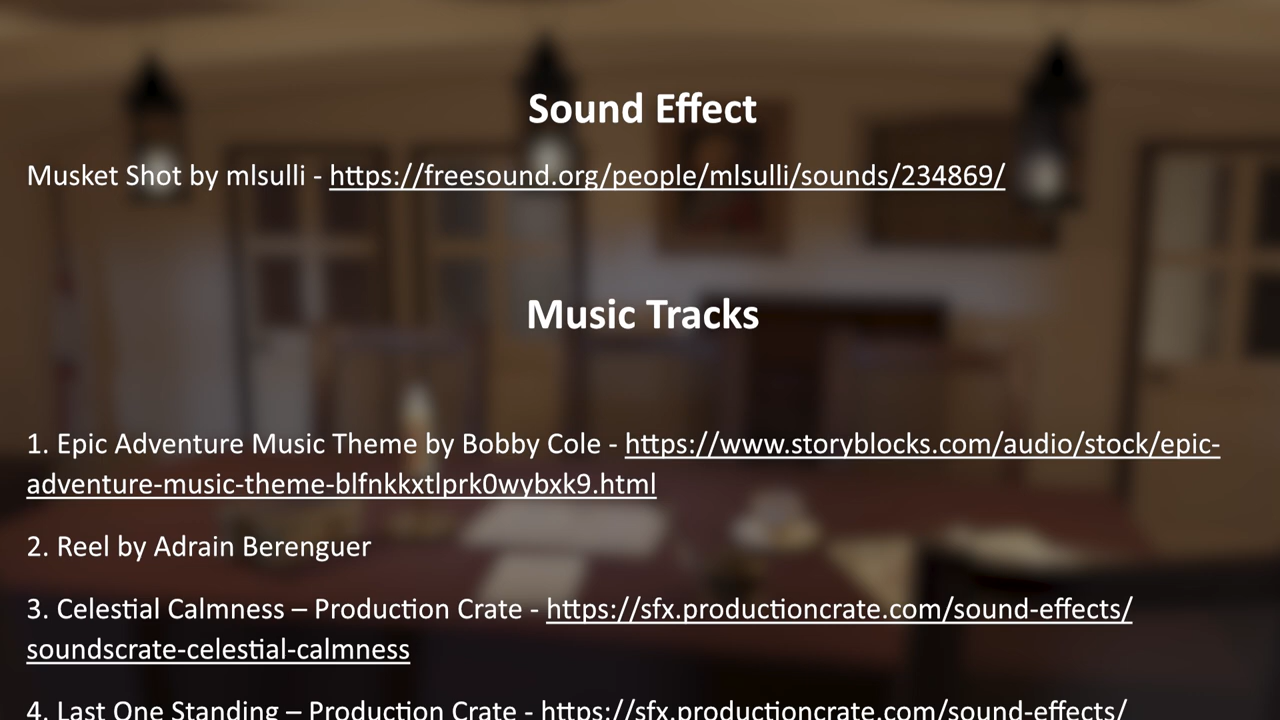 Sound Effect
Musket Shot by mlsulli - https://freesound.org/people/mlsulli/sounds/234869/
Music Tracks
1. Epic Adventure Music Theme by Bobby Cole - https://www.storyblocks.com/audio/stock/epic-
adventure-music-theme-blfnkkxtlprk0wybxk9.html
2. Reel by Adrain Berenguer
3. Celestial Calmness – Production Crate - https://sfx.productioncrate.com/sound-effects/
soundscrate-celestial-calmness
4. Last One Standing – Production Crate - https://sfx.productioncrate.com/sound-effects/